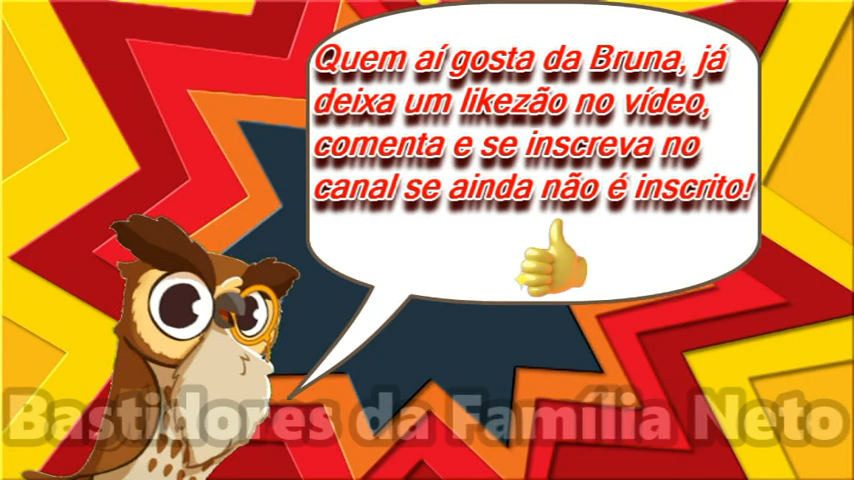 Quem aí gosta da Bruna, já
deixa um likezão no vídeo,
comenta e se inscreva no
canal se ainda não é inscrito!
Bastidores da Família Neto